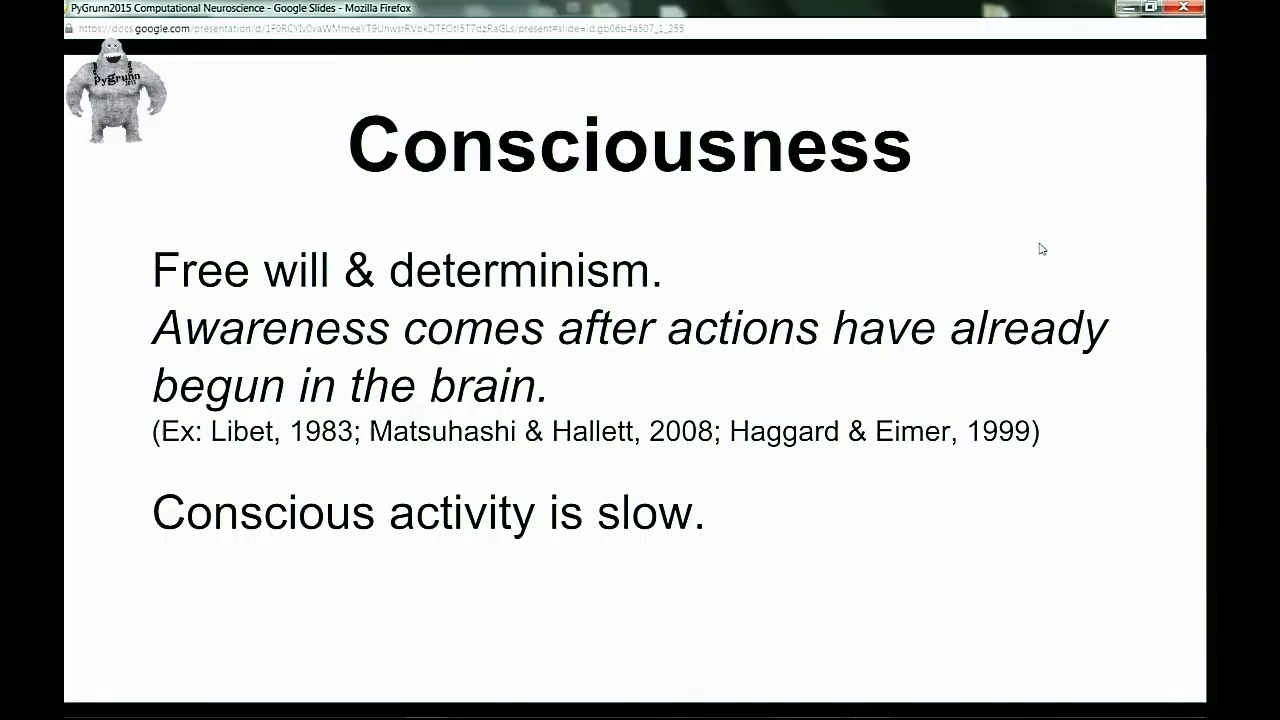 PyGrunn2015 Computational Neuroscience - Google Slides - Mozilla Firefox
PyGrunn
2015
Consciousness
Free will & determinism.
Awareness comes after actions have already
begun in the brain.
(Ex: Libet, 1983; Matsuhashi & Hallett, 2008; Haggard & Eimer, 1999)
Conscious activity is slow.